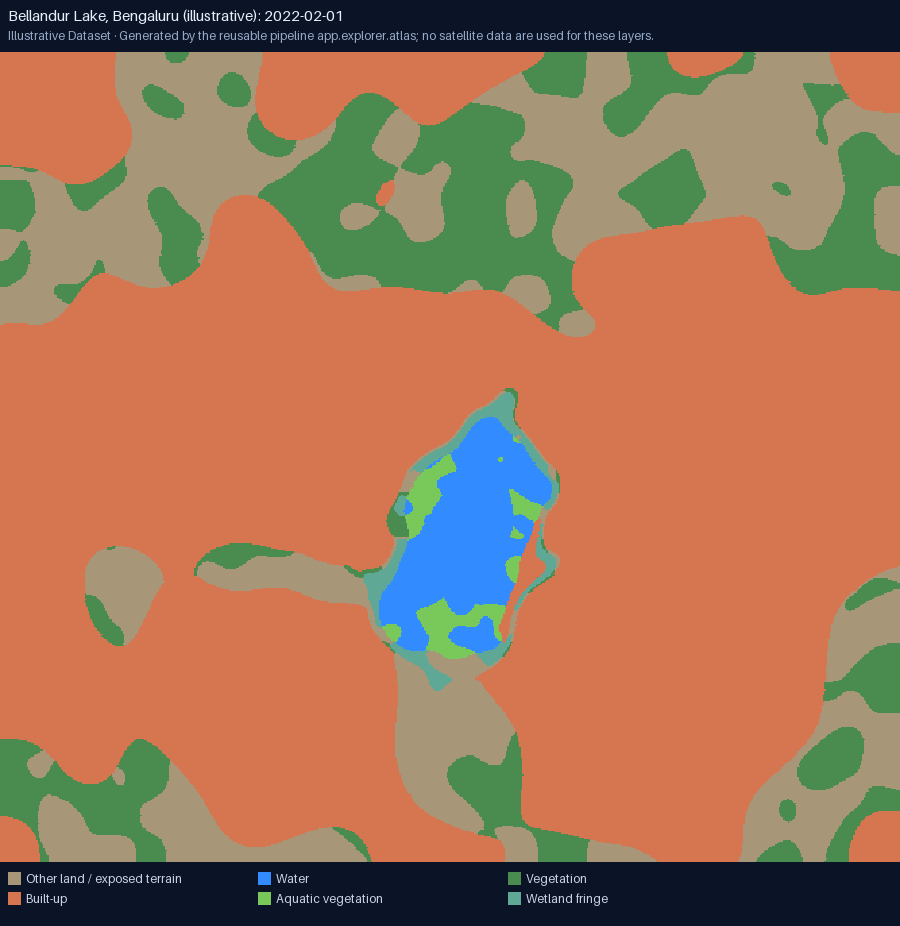 Bellandur Lake, Bengaluru (illustrative): 2022-02-01
Illustrative Dataset · Generated by the reusable pipeline app.explorer.atlas; no satellite data are used for these layers.
Other land / exposed terrain
Water
Vegetation
Built-up
Aquatic vegetation
Wetland fringe